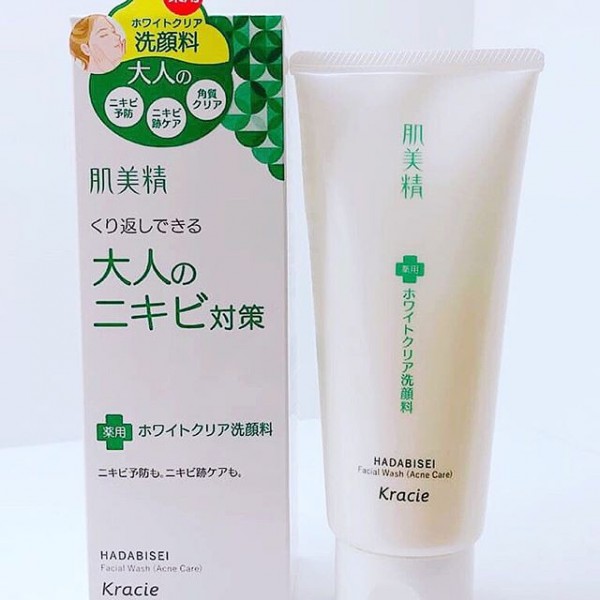 ホワイトクリア
洗顔料
大人の
ニキビ
予防
ニキビ
跡ケア
角質
クリア
肌美精
くり返しできる
大人の
ニキビ対策
薬用 ホワイトクリア洗顔料
ニキビ予防も。ニキビ跡ケアも。
HADABISEI
Facial Wash (Acne Care)
Kracie
肌美精
薬用
ホワイトクリア洗顔料
HADABISEI
Facial Wash (Acne Care)
Kracie